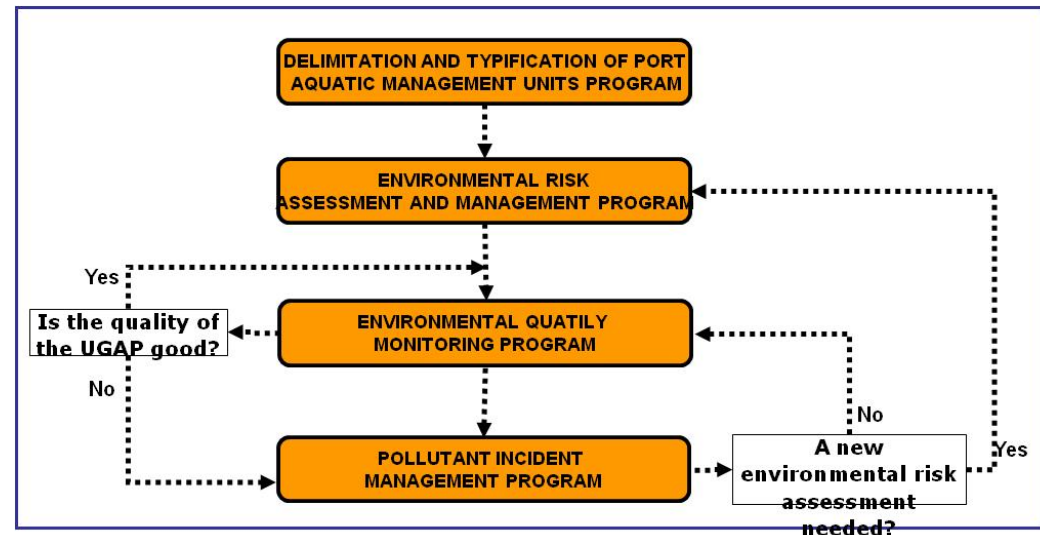 DELIMITATION AND TYPIFICATION OF PORT
AQUATIC MANAGEMENT UNITS PROGRAM
ENVIRONMENTAL RISK
ASSESSMENT AND MANAGEMENT PROGRAM
Yes
Is the quality of
the UGAP good?
No
ENVIRONMENTAL QUATILY
MONITORING PROGRAM
POLLUTANT INCIDENT
MANAGEMENT PROGRAM
No
A new
environmental risk
assessment
needed?
Yes